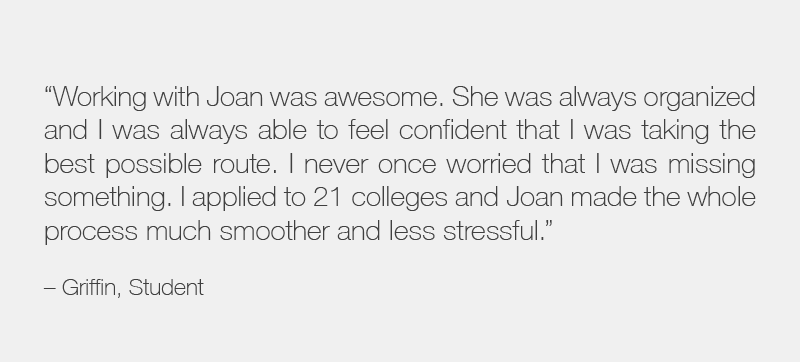 “Working with Joan was awesome. She was always organized
and I was always able to feel confident that I was taking the
best possible route. I never once worried that I was missing
something. I applied to 21 colleges and Joan made the whole
process much smoother and less stressful.”
– Griffin, Student